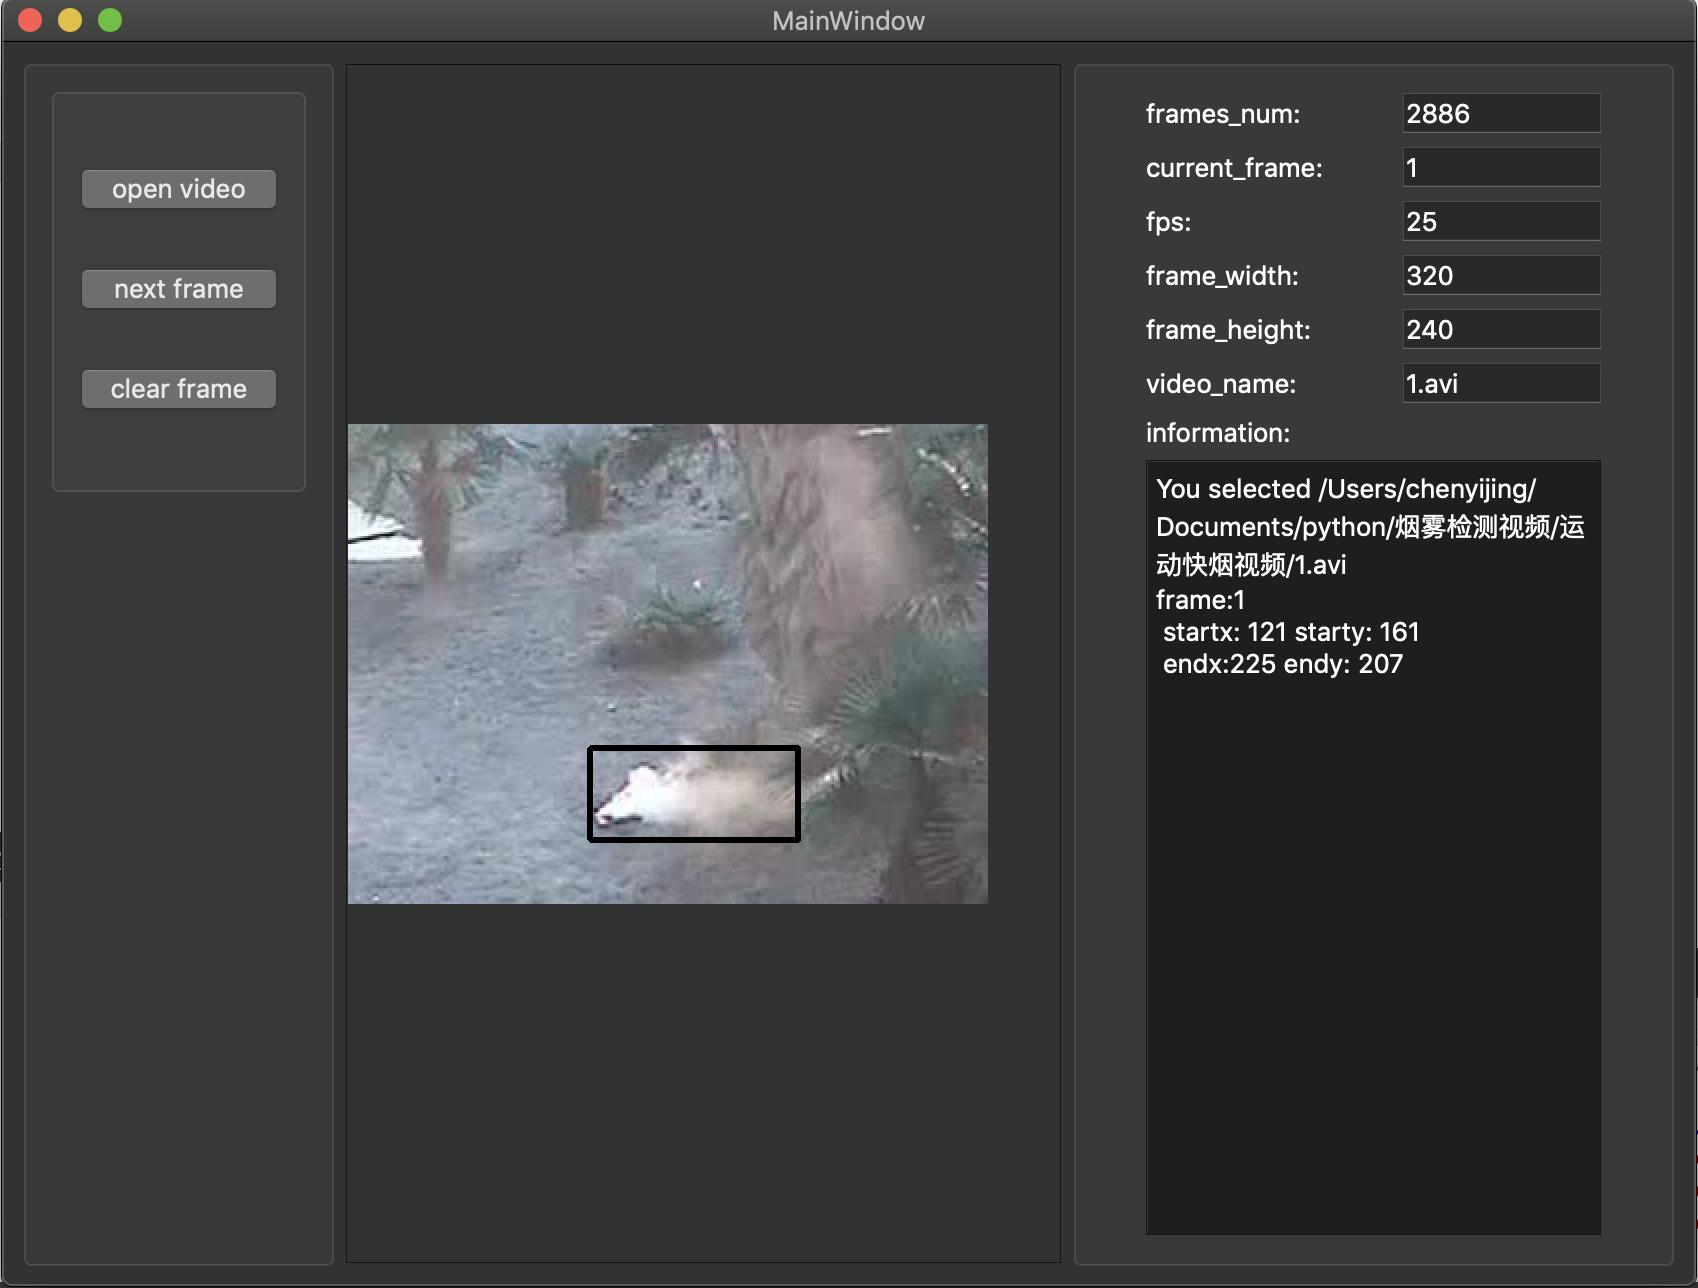 MainWindow
open video
next frame
clear frame
frames_num:
2886
current_frame:
1
fps:
25
frame_width:
320
frame_height:
240
video_name:
1.avi
information:
You selected /Users/chenyijing/
Documents/python/烟雾检测视频/运
动快烟视频/1.avi
frame:1
startx: 121 starty: 161
endx:225 endy: 207